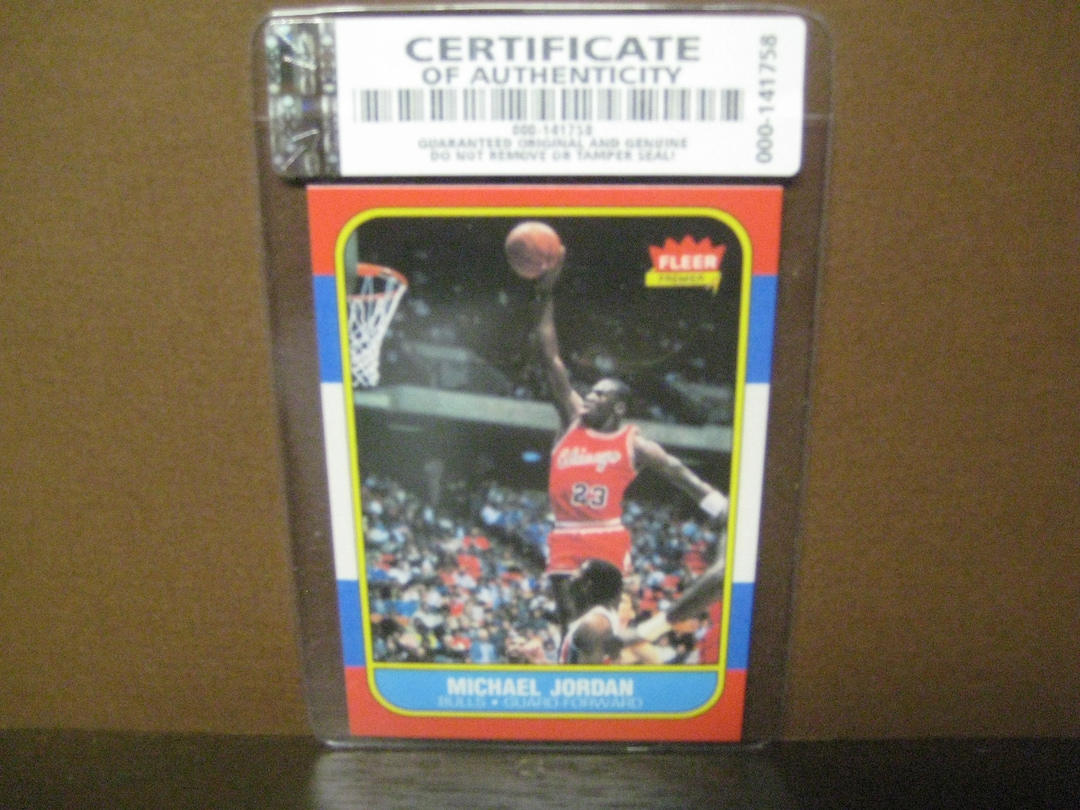 CERTIFICATE
OF AUTHENTICITY
000-141758
GUARANTEED ORIGINAL AND GENUINE
DO NOT REMOVE OR TAMPER SEAL!
000-141758
FLEER
PREMIER
Chicago
23
MICHAEL JORDAN
BULLS • GUARD-FORWARD